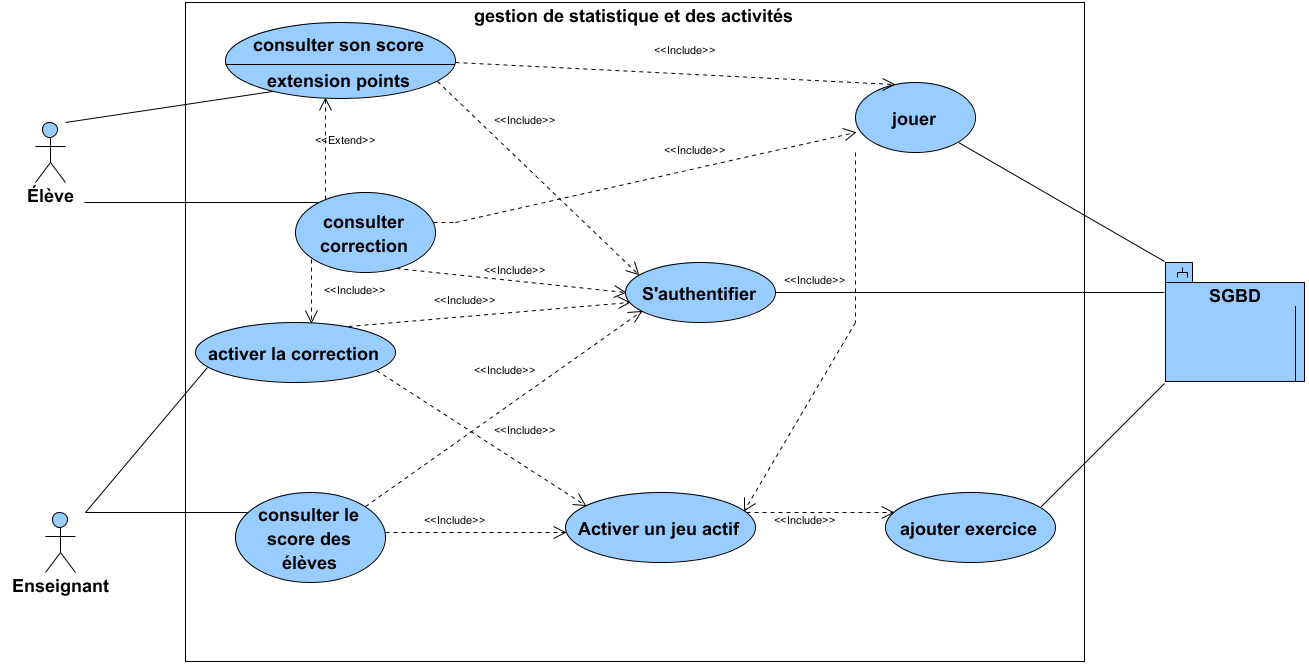 gestion de statistique et des activités
consulter son score
extension points
<<Include>>
jouer
<<Include>>
<<Extend>>
<<Include>>
Élève
consulter
correction
<<Include>>
<<Include>>
<<Include>>
<<Include>>
S'authentifier
SGBD
activer la correction
<<Include>>
<<Include>>
consulter le
score des
élèves
<<Include>>
Activer un jeu actif
<<Include>>
ajouter exercice
Enseignant